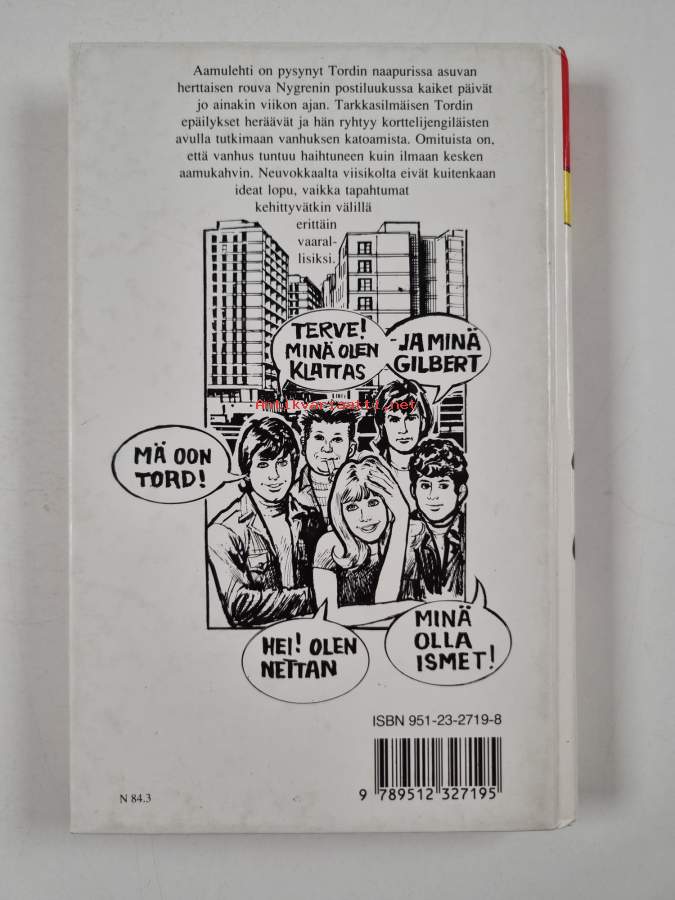 Aamulehti on pysynyt Tordin naapurissa asuvan
herttaisen rouva Nygrenin postiluukussa kaiket päivät
jo ainakin viikon ajan. Tarkkasilmäisen Tordin
epäilykset heräävät ja hän ryhtyy korttelijengiläisten
avulla tutkimaan vanhuksen katoamista. Omituista on,
että vanhus tuntuu haihtuneen kuin ilmaan kesken
aamukahvin. Neuvokkaalta viisikolta eivät kuitenkaan
ideat lopu, vaikka tapahtumat
kehittyvätkin välillä
erittäin
vaaral-
lisiksi.
TERVE!
MINÄ OLEN
KLATTAS
-JA MINÄ
GILBERT
Antikvariaatti.net
MÄ OON
TORD!
HEI! OLEN
NETTAN
MINÄ
OLLA
ISMET!
ISBN 951-23-2719-8
9 789512 327195
N 84.3